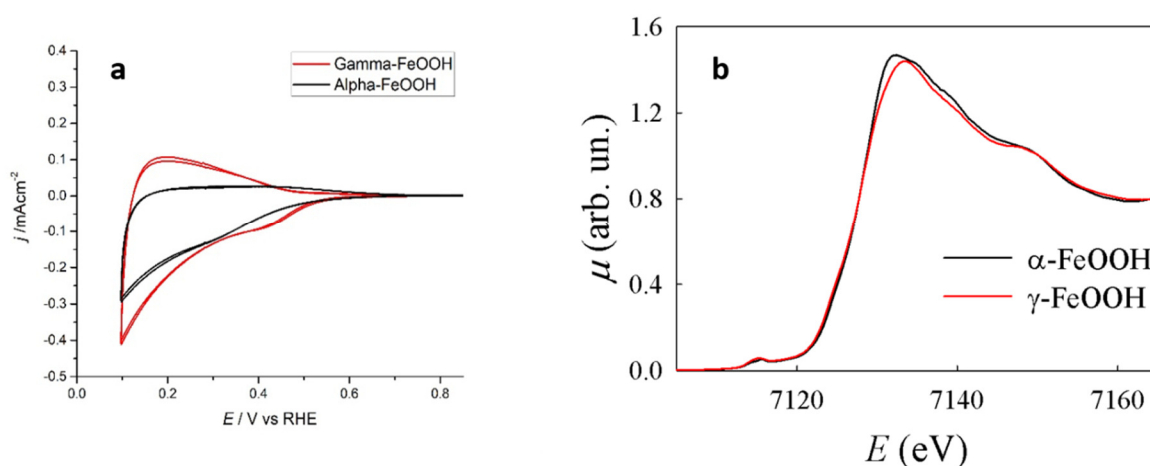 a
Gamma-FeOOH
Alpha-FeOOH
0.4
0.3
0.2
0.1
0.0
-0.1
-0.2
-0.3
-0.4
-0.5
j /mAcm-2
0.0
0.2
0.4
0.6
0.8
E / V vs RHE
b
1.6
1.2
0.8
0.4
0.0
μ (arb. un.)
α-FeOOH
γ-FeOOH
7120
7140
7160
E (eV)